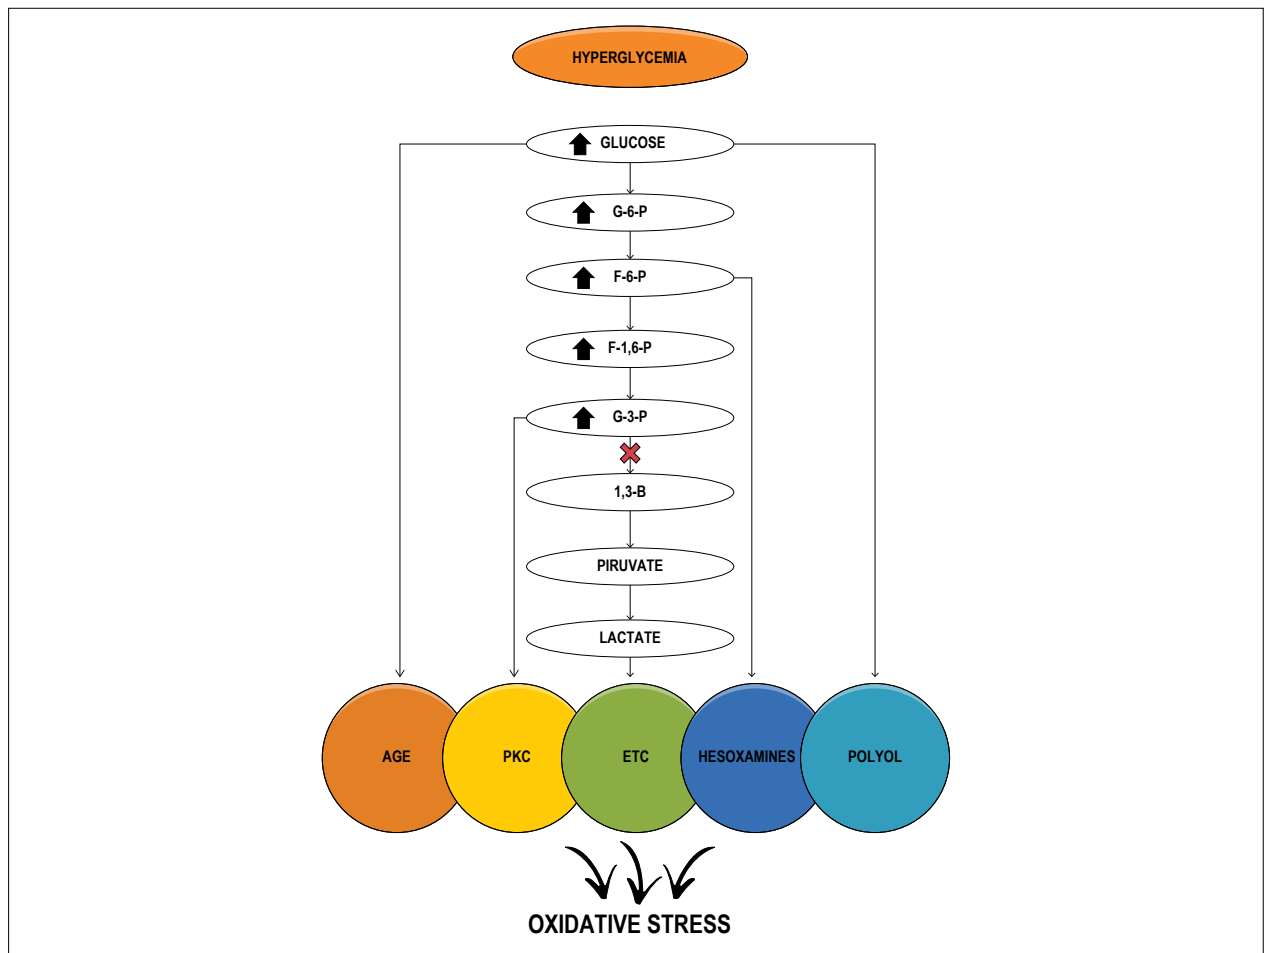 HYPERGLYCEMIA
GLUCOSE
G-6-P
F-6-P
F-1,6-P
G-3-P
1,3-B
PIRUVATE
LACTATE
AGE
PKC
ETC
HESOXAMINES
POLYOL
OXIDATIVE STRESS